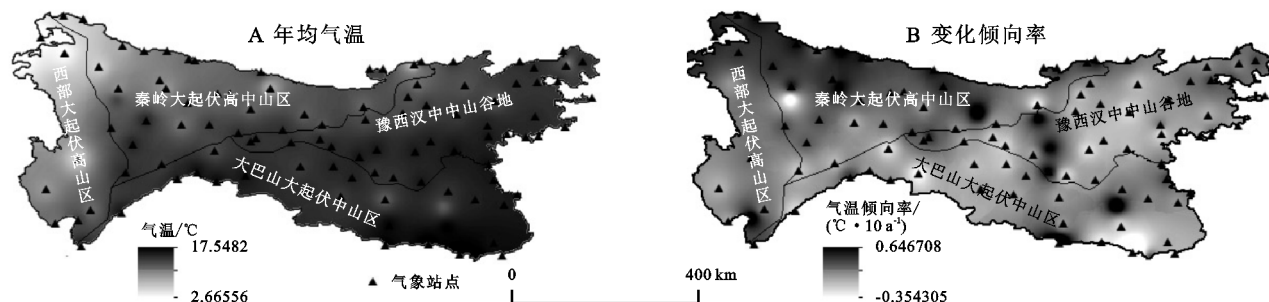 A 年均气温
西部大起伏高山区
秦岭大起伏高中山区
豫西汉中中山谷地
大巴山大起伏中山区
气温/℃
17.5482
2.66556
气象站点
0
400 km
B 变化倾向率
西部大起伏高山区
秦岭大起伏高中山区
豫西汉中中山谷地
大巴山大起伏中山区
气温倾向率/
(℃·10 a⁻¹)
0.646708
-0.354305